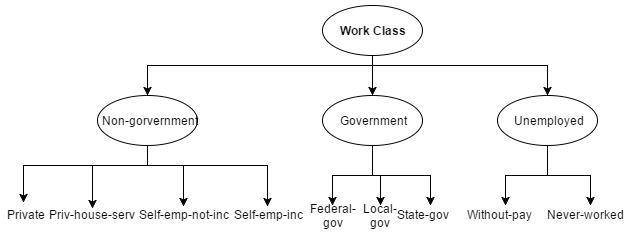 Work Class
Non-gorvernment
Government
Unemployed
Private
Priv-house-serv
Self-emp-not-inc
Self-emp-inc
Federal-
gov
Local-
gov
State-gov
Without-pay
Never-worked